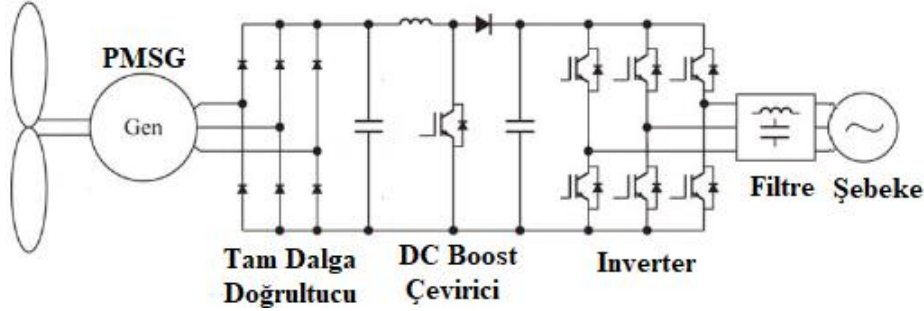 PMSG
Gen
Tam Dalga
Doğrultucu
DC Boost
Çevirici
Inverter
Filtre
Şebeke